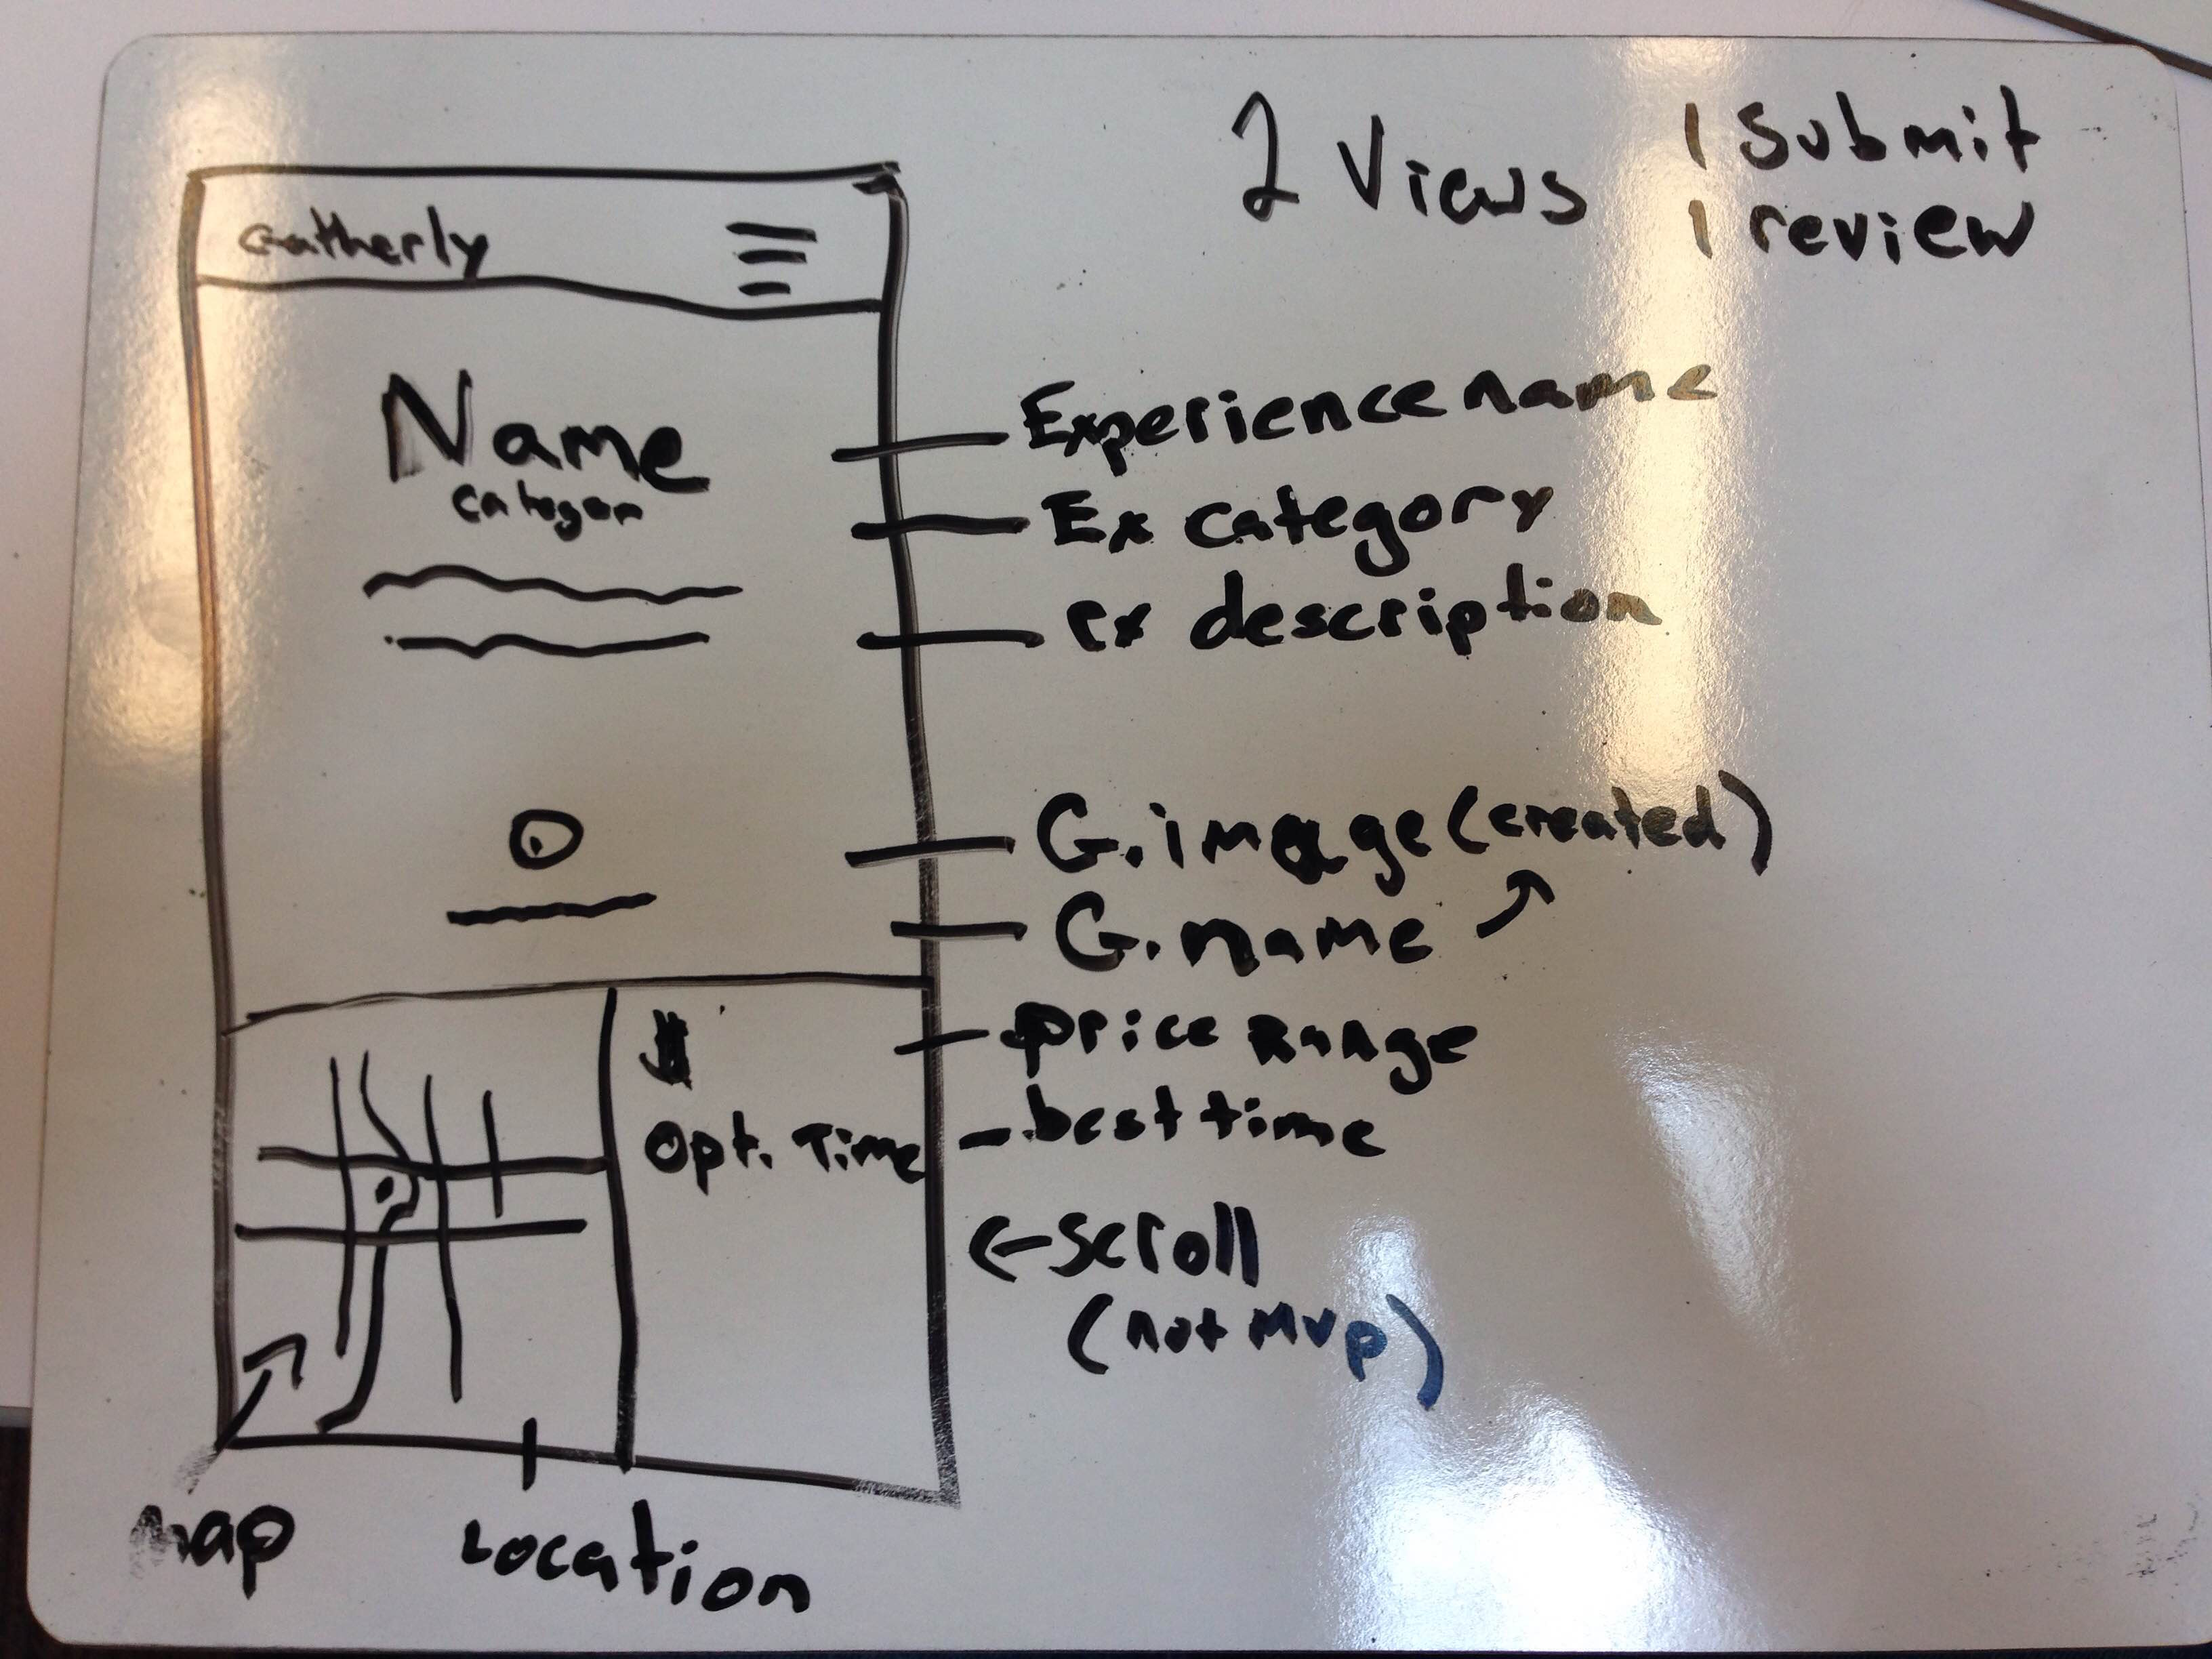 2 Views
1 Submit
1 review
Gatherly
Name
Category
Experience name
Ex category
ex description
G. image (created)
G. name
$
Opt. Time
price Range
best time
scroll
(not MVP)
Map
Location